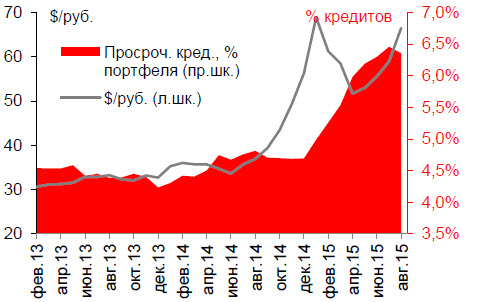 $/руб.
% кредитов
70
60
50
40
30
20
7,0%
6,5%
6,0%
5,5%
5,0%
4,5%
4,0%
3,5%
Просроч. кред., %
портфеля (пр.шк.)
$/руб. (л.шк.)
фев.13
апр.13
июн.13
авг.13
окт.13
дек.13
фев.14
апр.14
июн.14
авг.14
окт.14
дек.14
фев.15
апр.15
июн.15
авг.15